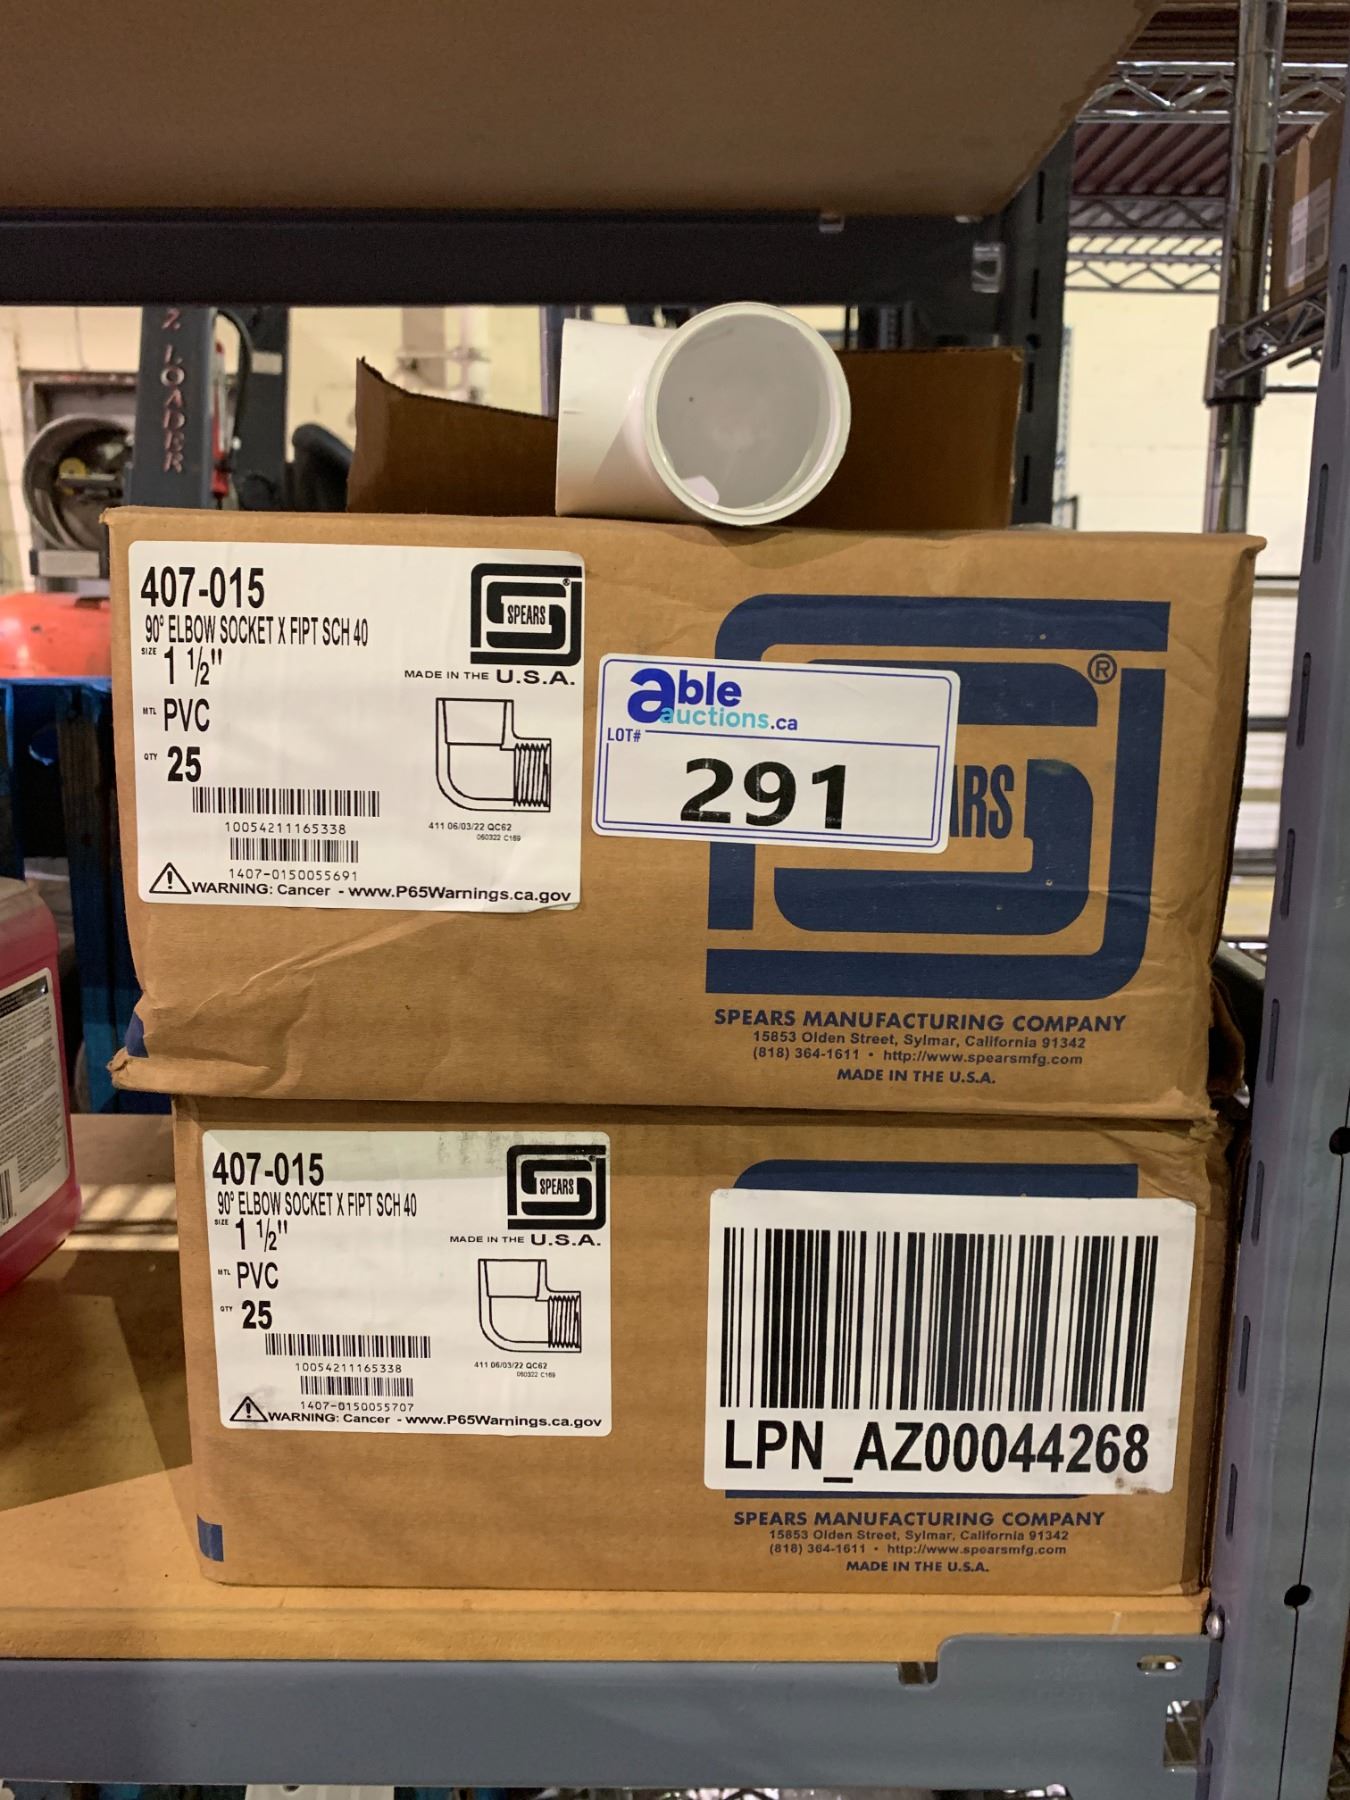 Z LOADER
407-015
90° ELBOW SOCKET X FIPT SCH 40
SIZE 1 ½"
MTL PVC
QTY 25
SPEARS ®
MADE IN THE U.S.A.
10054211165338
411 06/03/22 QC62
060322 C169
1407-0150055691
WARNING: Cancer - www.P65Warnings.ca.gov
able
auctions.ca
LOT#
291
ARS ®
SPEARS MANUFACTURING COMPANY
15853 Olden Street, Sylmar, California 91342
(818) 364-1611 • http://www.spearsmfg.com
MADE IN THE U.S.A.
407-015
90° ELBOW SOCKET X FIPT SCH 40
SIZE 1 ½"
MTL PVC
QTY 25
SPEARS ®
MADE IN THE U.S.A.
10054211165338
411 06/03/22 QC62
060322 C169
1407-0150055707
WARNING: Cancer - www.P65Warnings.ca.gov
LPN_AZ00044268
SPEARS MANUFACTURING COMPANY
15853 Olden Street, Sylmar, California 91342
(818) 364-1611 • http://www.spearsmfg.com
MADE IN THE U.S.A.